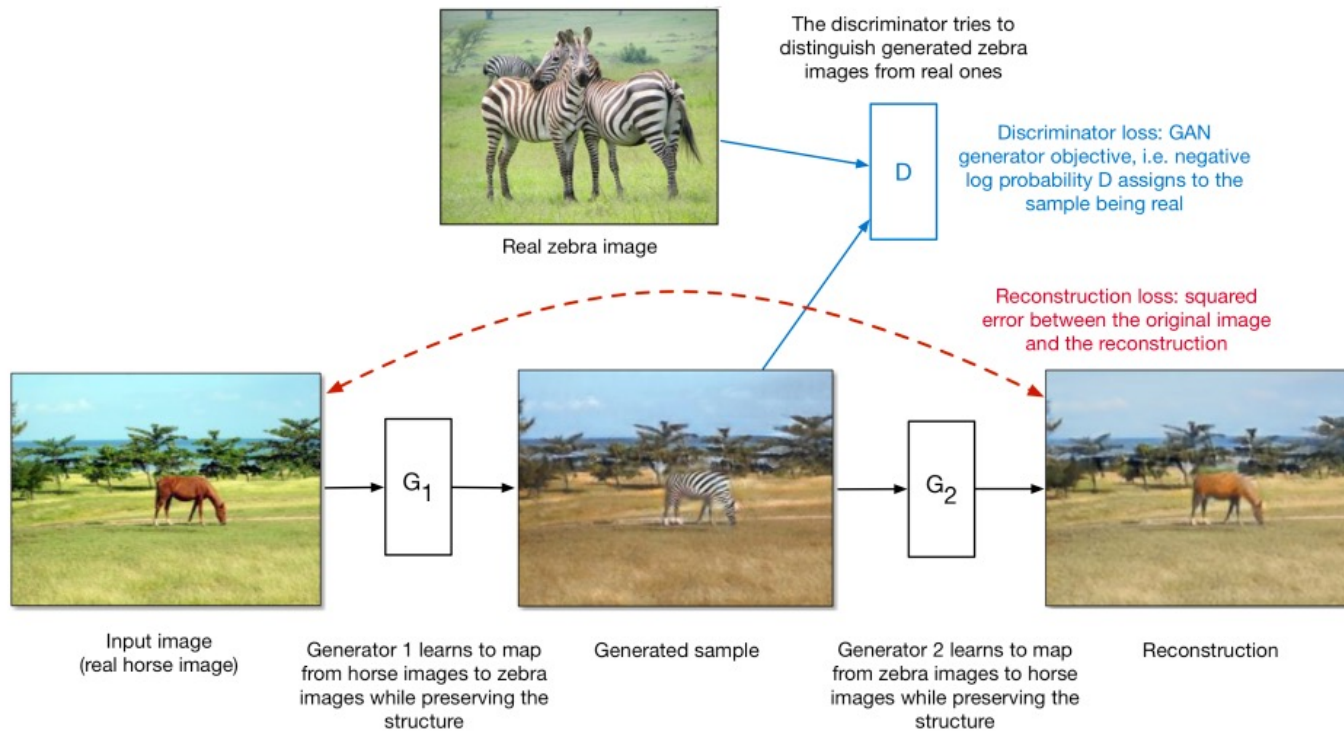 The discriminator tries to
distinguish generated zebra
images from real ones
D
Discriminator loss: GAN
generator objective, i.e. negative
log probability D assigns to the
sample being real
Real zebra image
Reconstruction loss: squared
error between the original image
and the reconstruction
G1
G2
Input image
(real horse image)
Generator 1 learns to map
from horse images to zebra
images while preserving the
structure
Generated sample
Generator 2 learns to map
from zebra images to horse
images while preserving the
structure
Reconstruction